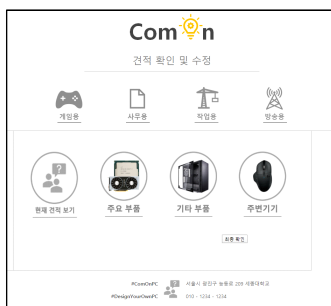 Com n
견적 확인 및 수정
게임용 사무용 작업용 방송용
현재 견적 보기 주요 부품 기타 부품 주변기기
최종 확인
#ComOnPC 서울시 광진구 능동로 209 세종대학교
#DesignYourOwnPC 010 - 1234 - 1234